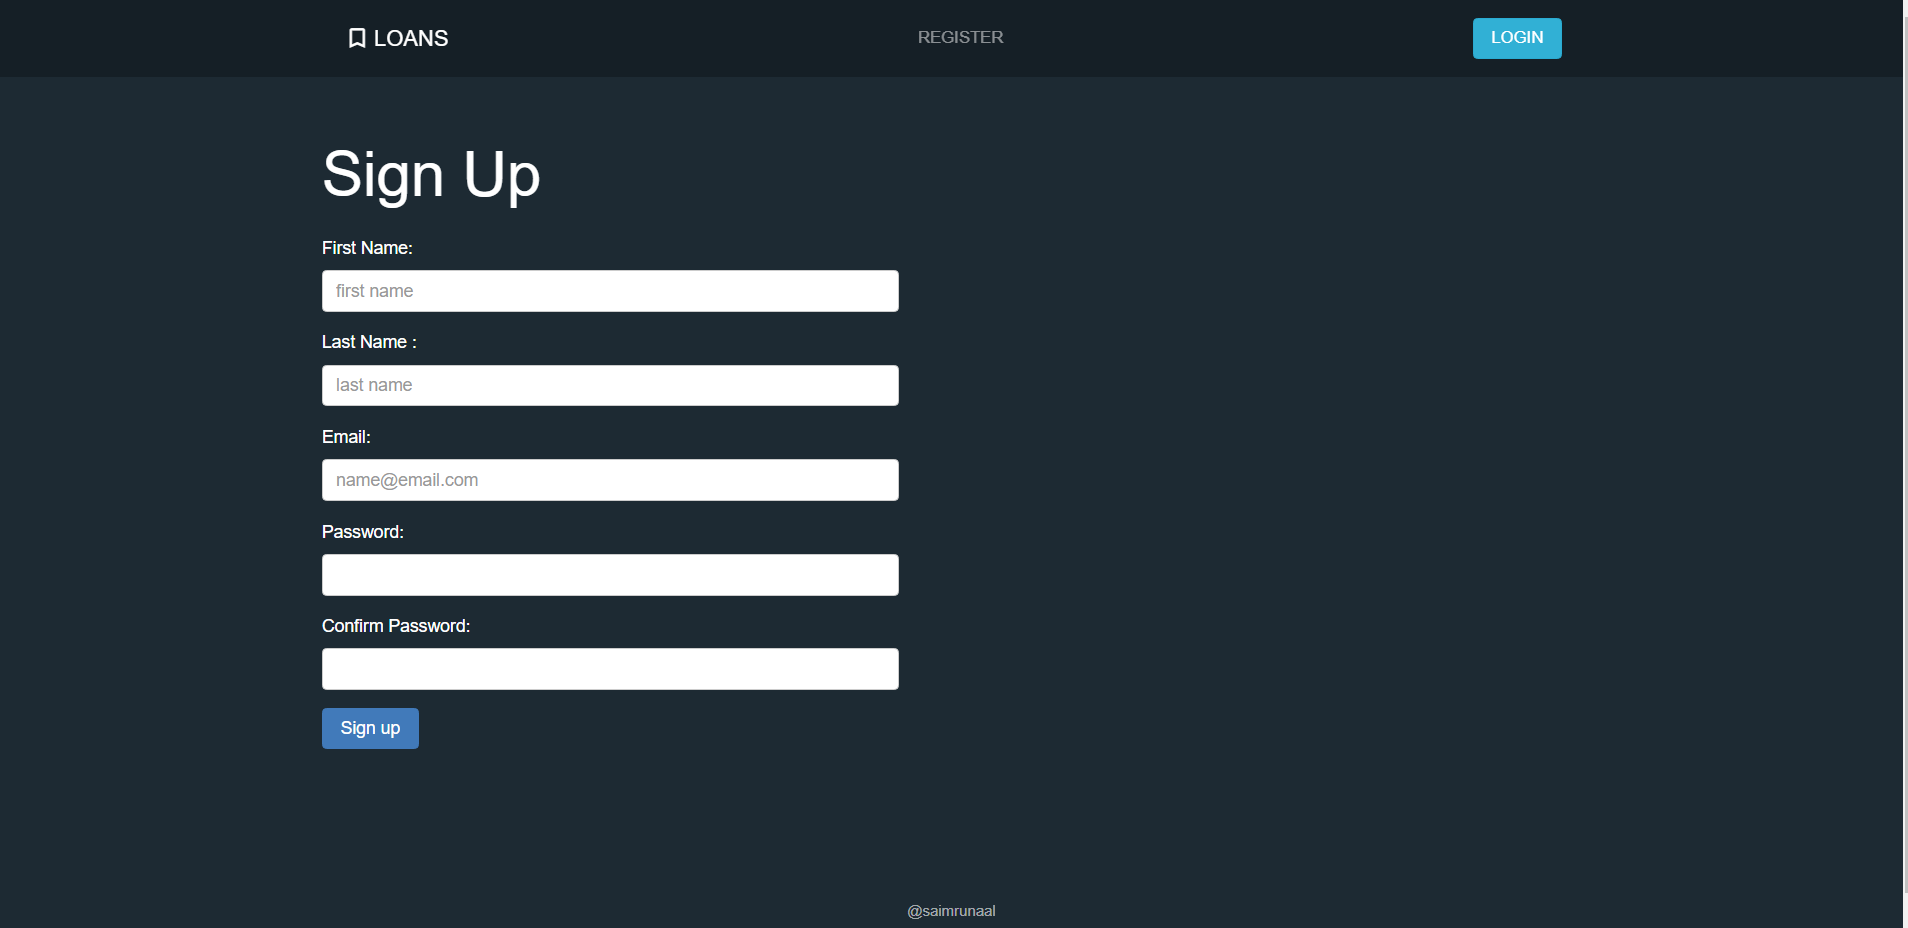 LOANS
REGISTER
LOGIN
Sign Up
First Name:
first name
Last Name :
last name
Email:
name@email.com
Password:
Confirm Password:
Sign up
@saimrunaal